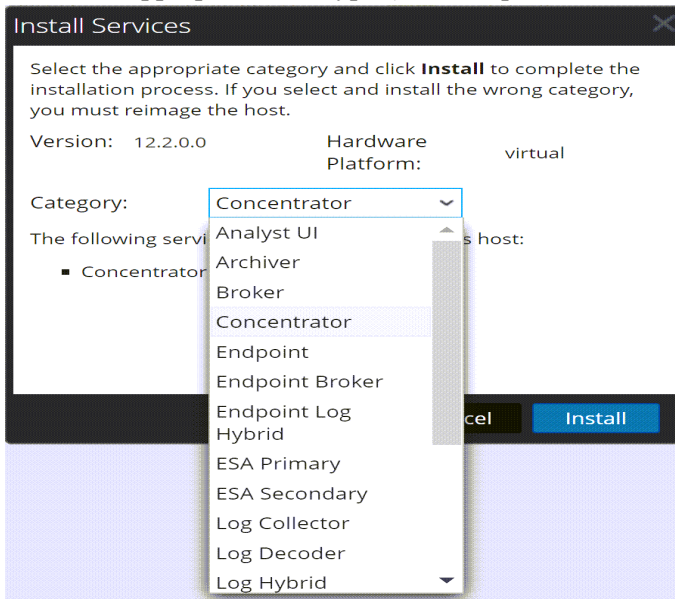 Install Services
Select the appropriate category and click Install to complete the
installation process. If you select and install the wrong category,
you must reimage the host.
Version: 12.2.0.0
Hardware
Platform:
virtual
Category:
Concentrator
The following servi
s host:
Concentrator
Analyst UI
Archiver
Broker
Concentrator
Endpoint
Endpoint Broker
Endpoint Log
Hybrid
ESA Primary
ESA Secondary
Log Collector
Log Decoder
Log Hybrid
cel
Install